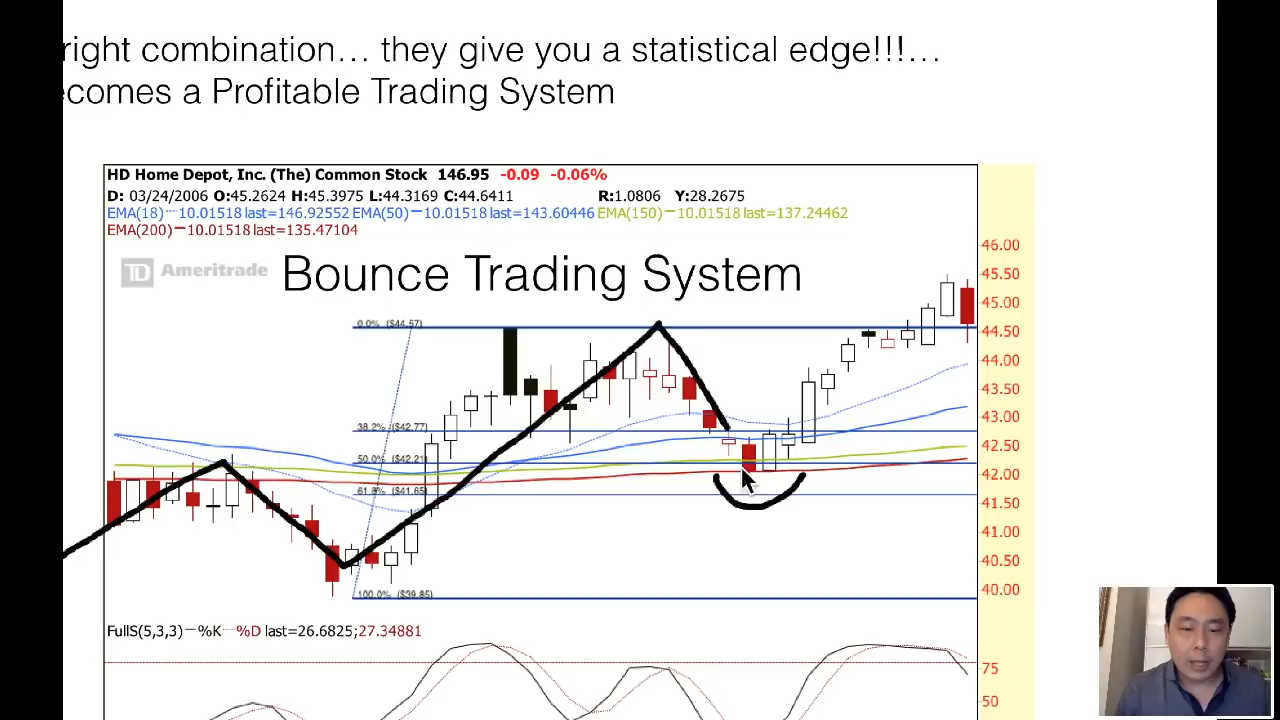 right combination... they give you a statistical edge!!!...
ecomes a Profitable Trading System
HD Home Depot, Inc. (The) Common Stock 146.95 -0.09 -0.06%
D: 03/24/2006 O:45.2624 H:45.3975 L:44.3169 C:44.6411 R:1.0806 Y:28.2675
EMA(18) 10.01518 last=146.92552 EMA(50) 10.01518 last=143.60446 EMA(150) 10.01518 last=137.24462
EMA(200) 10.01518 last=135.47104
TD Ameritrade
Bounce Trading System
46.00
45.50
45.00
0.0% ($44.57)
44.50
44.00
43.50
43.00
38.2% ($42.77)
42.50
50.0% ($42.21)
42.00
61.8% ($41.65)
41.50
41.00
40.50
40.00
100.0% ($39.85)
FullS(5,3,3) %K %D last=26.6825;27.34881
75
50